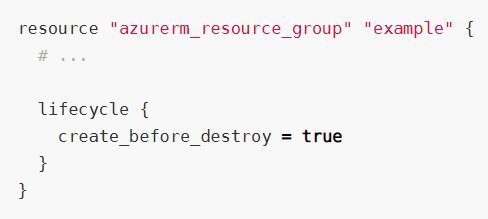 resource "azurerm_resource_group" "example" {
  # ...

  lifecycle {
    create_before_destroy = true
  }
}